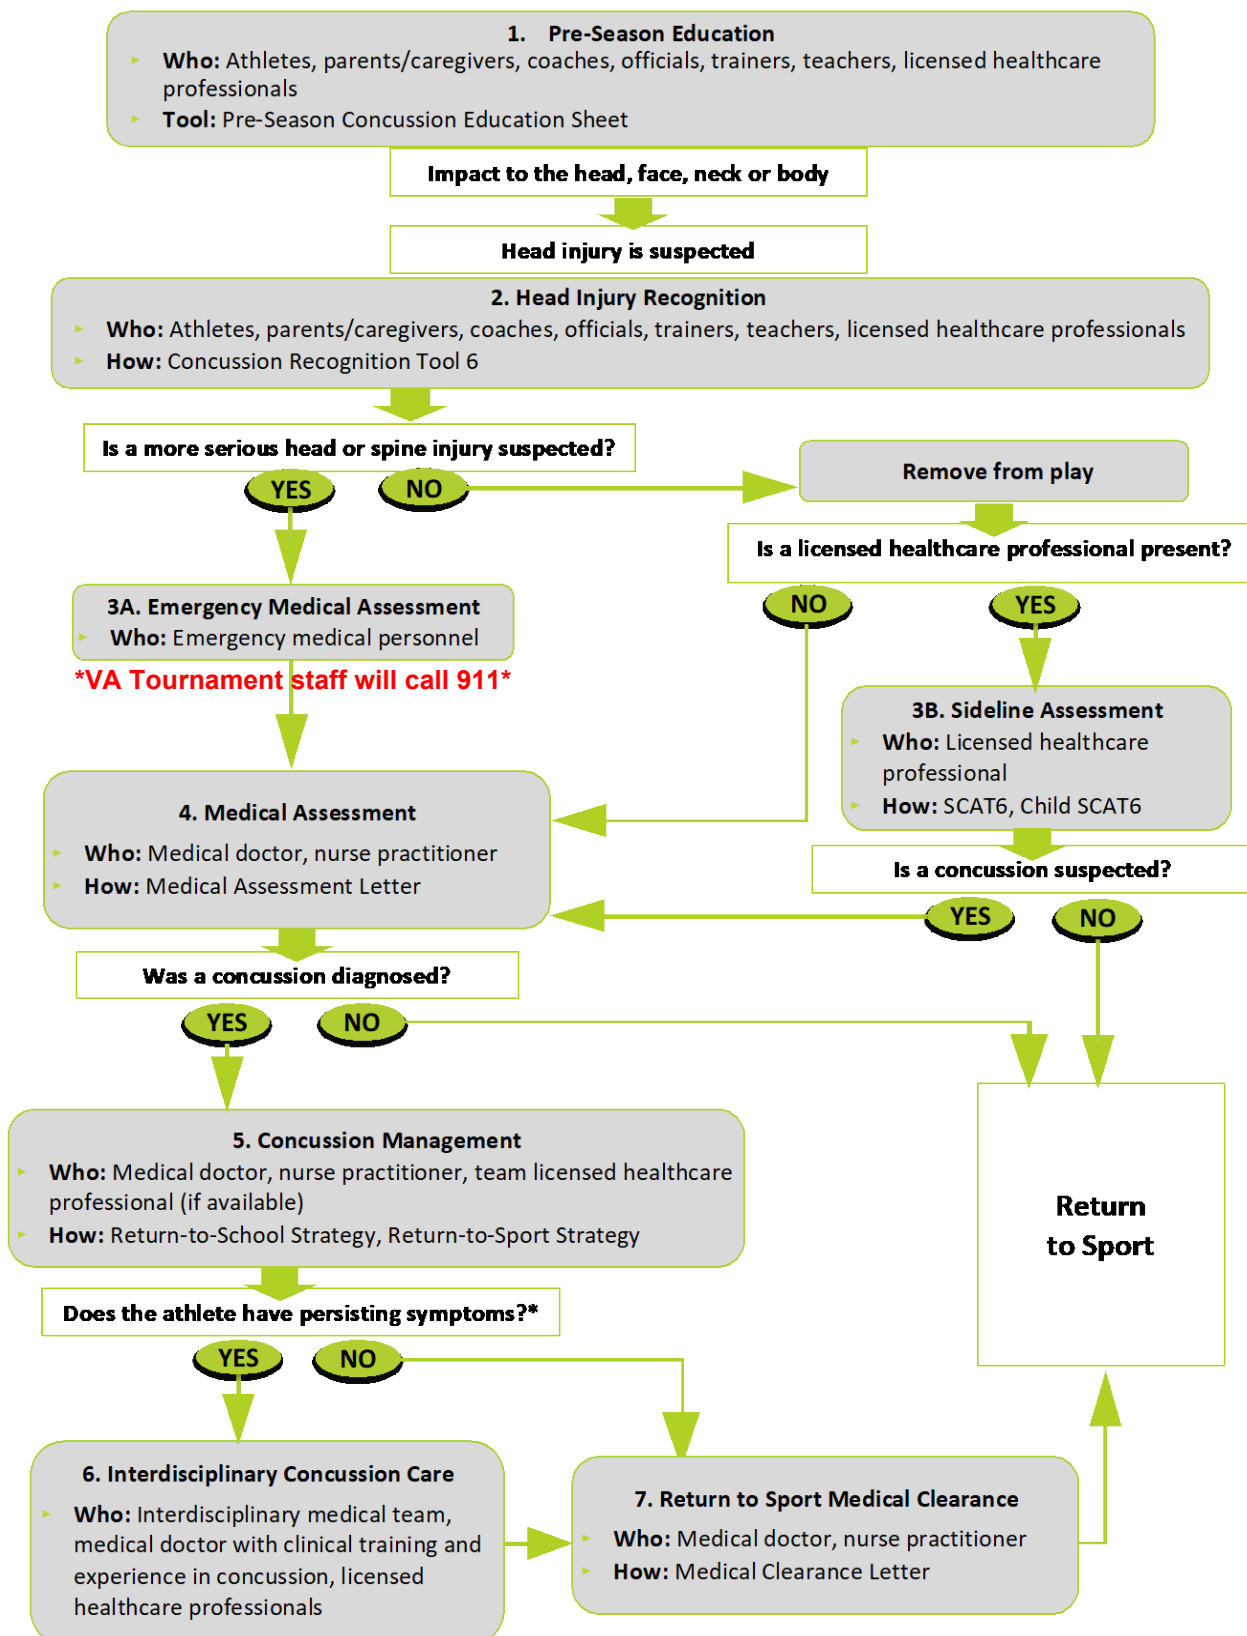 1. Pre-Season Education
► Who: Athletes, parents/caregivers, coaches, officials, trainers, teachers, licensed healthcare
professionals
► Tool: Pre-Season Concussion Education Sheet
Impact to the head, face, neck or body
Head injury is suspected
2. Head Injury Recognition
► Who: Athletes, parents/caregivers, coaches, officials, trainers, teachers, licensed healthcare professionals
► How: Concussion Recognition Tool 6
Is a more serious head or spine injury suspected?
YES
NO
Remove from play
Is a licensed healthcare professional present?
NO
YES
3A. Emergency Medical Assessment
► Who: Emergency medical personnel
*VA Tournament staff will call 911*
3B. Sideline Assessment
► Who: Licensed healthcare
professional
► How: SCAT6, Child SCAT6
Is a concussion suspected?
YES
NO
4. Medical Assessment
► Who: Medical doctor, nurse practitioner
► How: Medical Assessment Letter
Was a concussion diagnosed?
YES
NO
5. Concussion Management
► Who: Medical doctor, nurse practitioner, team licensed healthcare
professional (if available)
► How: Return-to-School Strategy, Return-to-Sport Strategy
Return
to Sport
Does the athlete have persisting symptoms?*
YES
NO
6. Interdisciplinary Concussion Care
► Who: Interdisciplinary medical team,
medical doctor with clinical training and
experience in concussion, licensed
healthcare professionals
7. Return to Sport Medical Clearance
► Who: Medical doctor, nurse practitioner
► How: Medical Clearance Letter